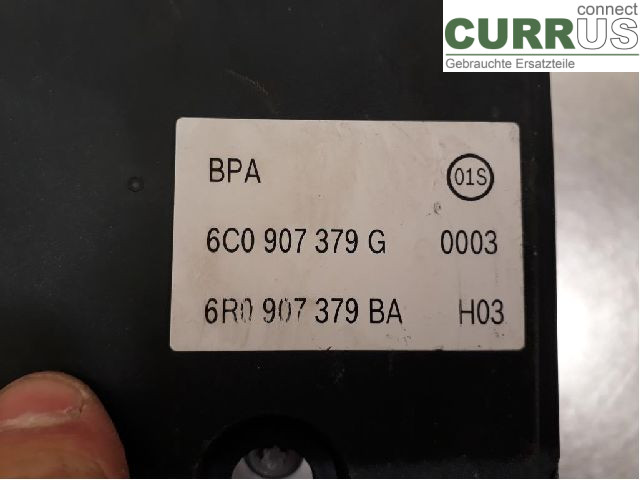 connect
CURRUS
Gebrauchte Ersatzteile
BPA 01S
6C0 907 379 G 0003
6R0 907 379 BA H03